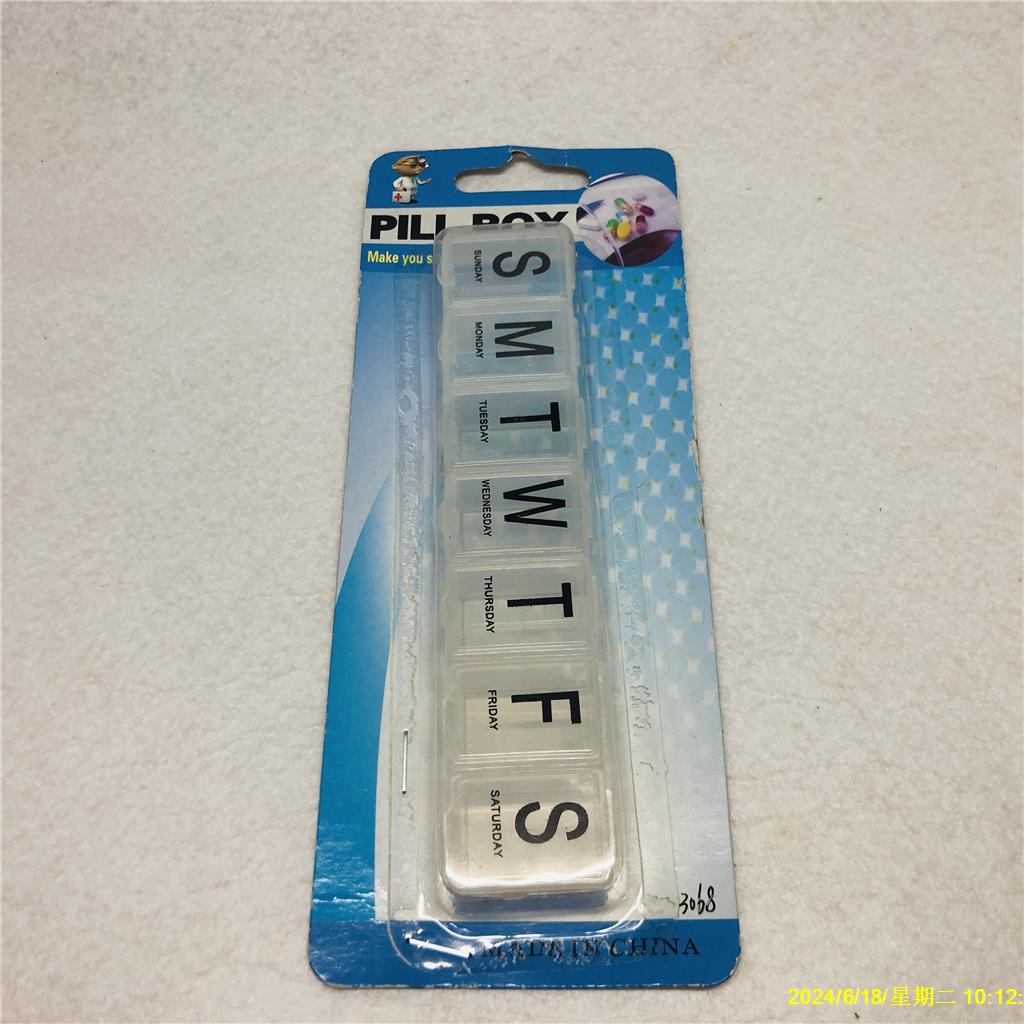 PILL BOX
Make you s
S
SUNDAY
M
MONDAY
T
TUESDAY
W
WEDNESDAY
T
THURSDAY
F
FRIDAY
S
SATURDAY
3068
MADE IN CHINA
2024/6/18/星期二 10:12: